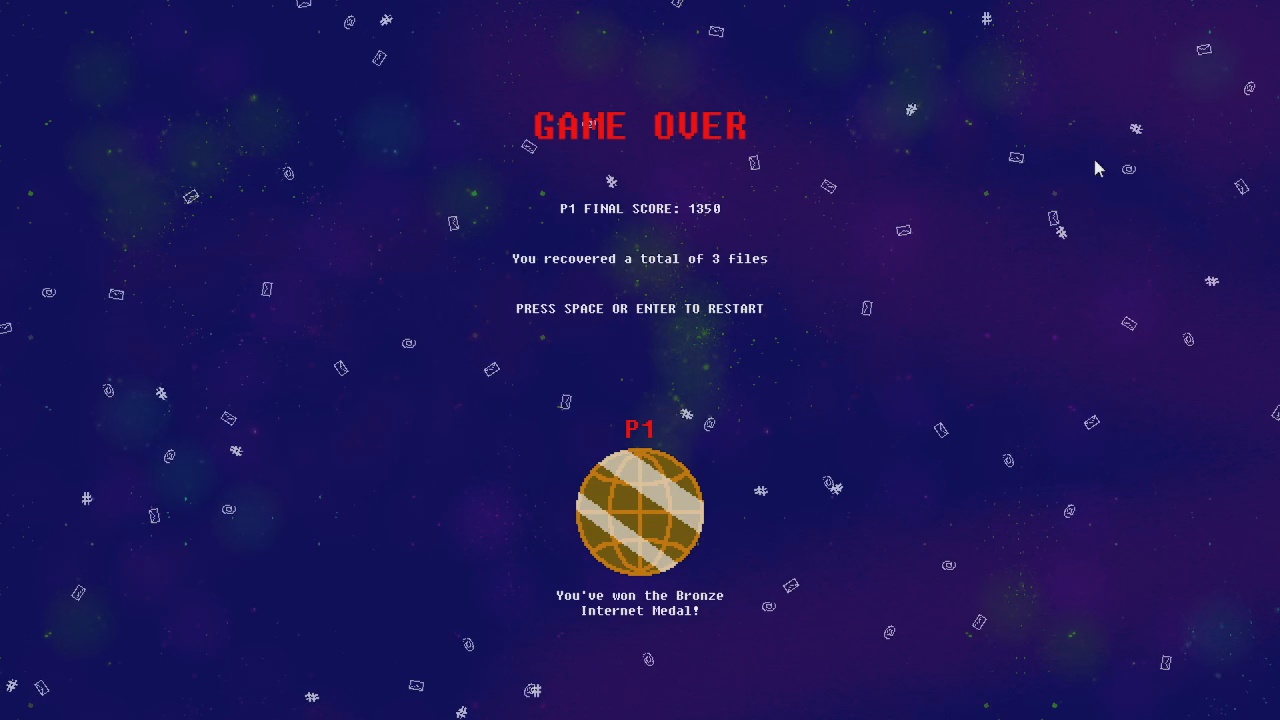 GAME OVER
P1 FINAL SCORE: 1350
You recovered a total of 3 files
PRESS SPACE OR ENTER TO RESTART
P1
You've won the Bronze
Internet Medal!